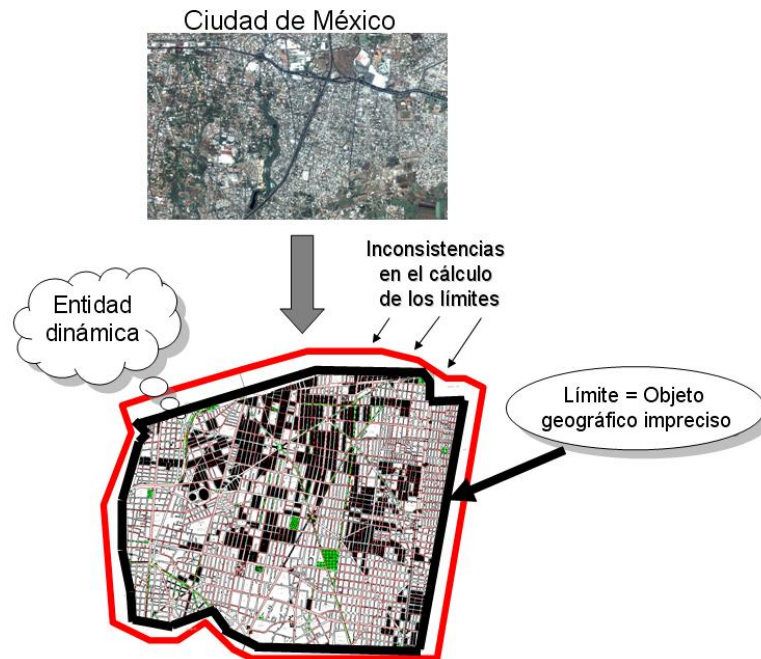 Ciudad de México
Inconsistencias
en el cálculo
de los límites
Entidad
dinámica
Límite = Objeto
geográfico impreciso